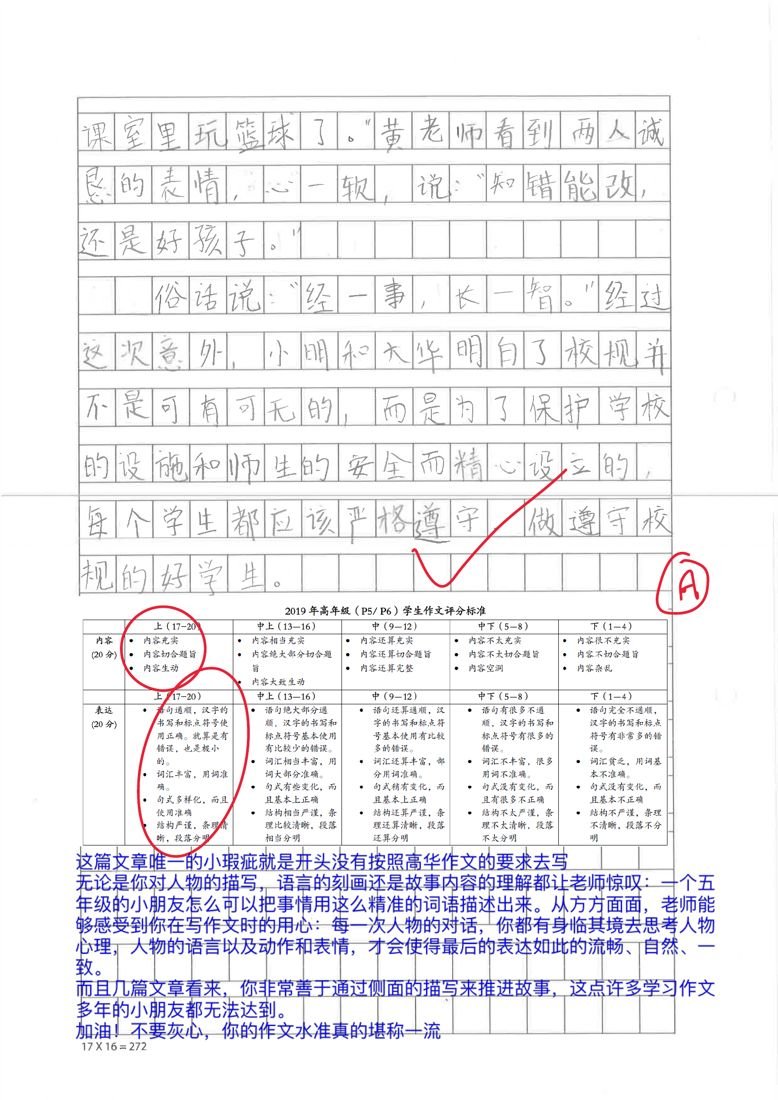 课室里玩篮球了。"黄老师看到两人诚
恳的表情，心一软，说："知错能改，
还是好孩子。"
俗话说："经一事，长一智。"经过
这次意外，小明和大华明白了校规并
不是可有可无的，而是为了保护学校
的设施和师生的安全而精心设立的，
每个学生都应该严格遵守 做遵守校
规的好学生。
A
2019 年高年级（P5/ P6）学生作文评分标准
上（17-20） 中上（13—16） 中（9—12） 中下（5—8） 下（1—4）
内容 • 内容充实 • 内容相当充实 • 内容还算充实 • 内容不太充实 • 内容很不充实
(20 分) • 内容切合题旨 • 内容绝大部分切合题 • 内容还算切合题旨 • 内容不太切合题旨 • 内容不切合题旨
• 内容生动 旨 • 内容还算完整 • 内容空洞 • 内容杂乱
• 内容大致生动
上（17-20） 中上（13—16） 中（9—12） 中下（5—8） 下（1—4）
表达 • 语句通顺，汉字的 • 语句绝大部分通 • 语句还算通顺，汉 • 语句有很多不通 • 语句完全不通顺，
(20 分) 书写和标点符号使 顺，汉字的书写和 字的书写和标点符 顺，汉字的书写和 汉字的书写和标点
用正确。就算是有 标点符号基本使用 号基本使用有比较 标点符号有很多的 符号有非常多的错
错误，也是极小 有比较少的错误。 多的错误。 错误。 误。
的。 • 词汇相当丰富，用 • 词汇还算丰富，部 • 词汇不丰富，很多 • 词汇贫乏，用词基
• 词汇丰富，用词准 词大部分准确。 分用词准确。 用词不准确。 本不准确。
确。 • 句式有些变化，而 • 句式稍有变化，而 • 句式没有变化，而 • 句式没有变化，而
• 句式多样化，而且 且基本上正确 且基本上正确 且有很多不正确 且基本不正确
使用准确 • 结构相当严谨，条 • 结构还算严谨，条 • 结构不太严谨，条 • 结构不严谨，条理
• 结构严谨，条理清 理比较清晰，段落 理还算清晰，段落 理不太清晰，段落 不清晰，段落不分
晰，段落分明 相当分明 还算分明 不太分明 明
这篇文章唯一的小瑕疵就是开头没有按照高华作文的要求去写
无论是你对人物的描写，语言的刻画还是故事内容的理解都让老师惊叹：一个五
年级的小朋友怎么可以把事情用这么精准的词语描述出来。从方方面面，老师能
够感受到你在写作文时的用心：每一次人物的对话，你都有身临其境去思考人物
心理，人物的语言以及动作和表情，才会使得最后的表达如此的流畅、自然、一
致。
而且几篇文章看来，你非常善于通过侧面的描写来推进故事，这点许多学习作文
多年的小朋友都无法达到。
加油！不要灰心，你的作文水准真的堪称一流
17 X 16 = 272